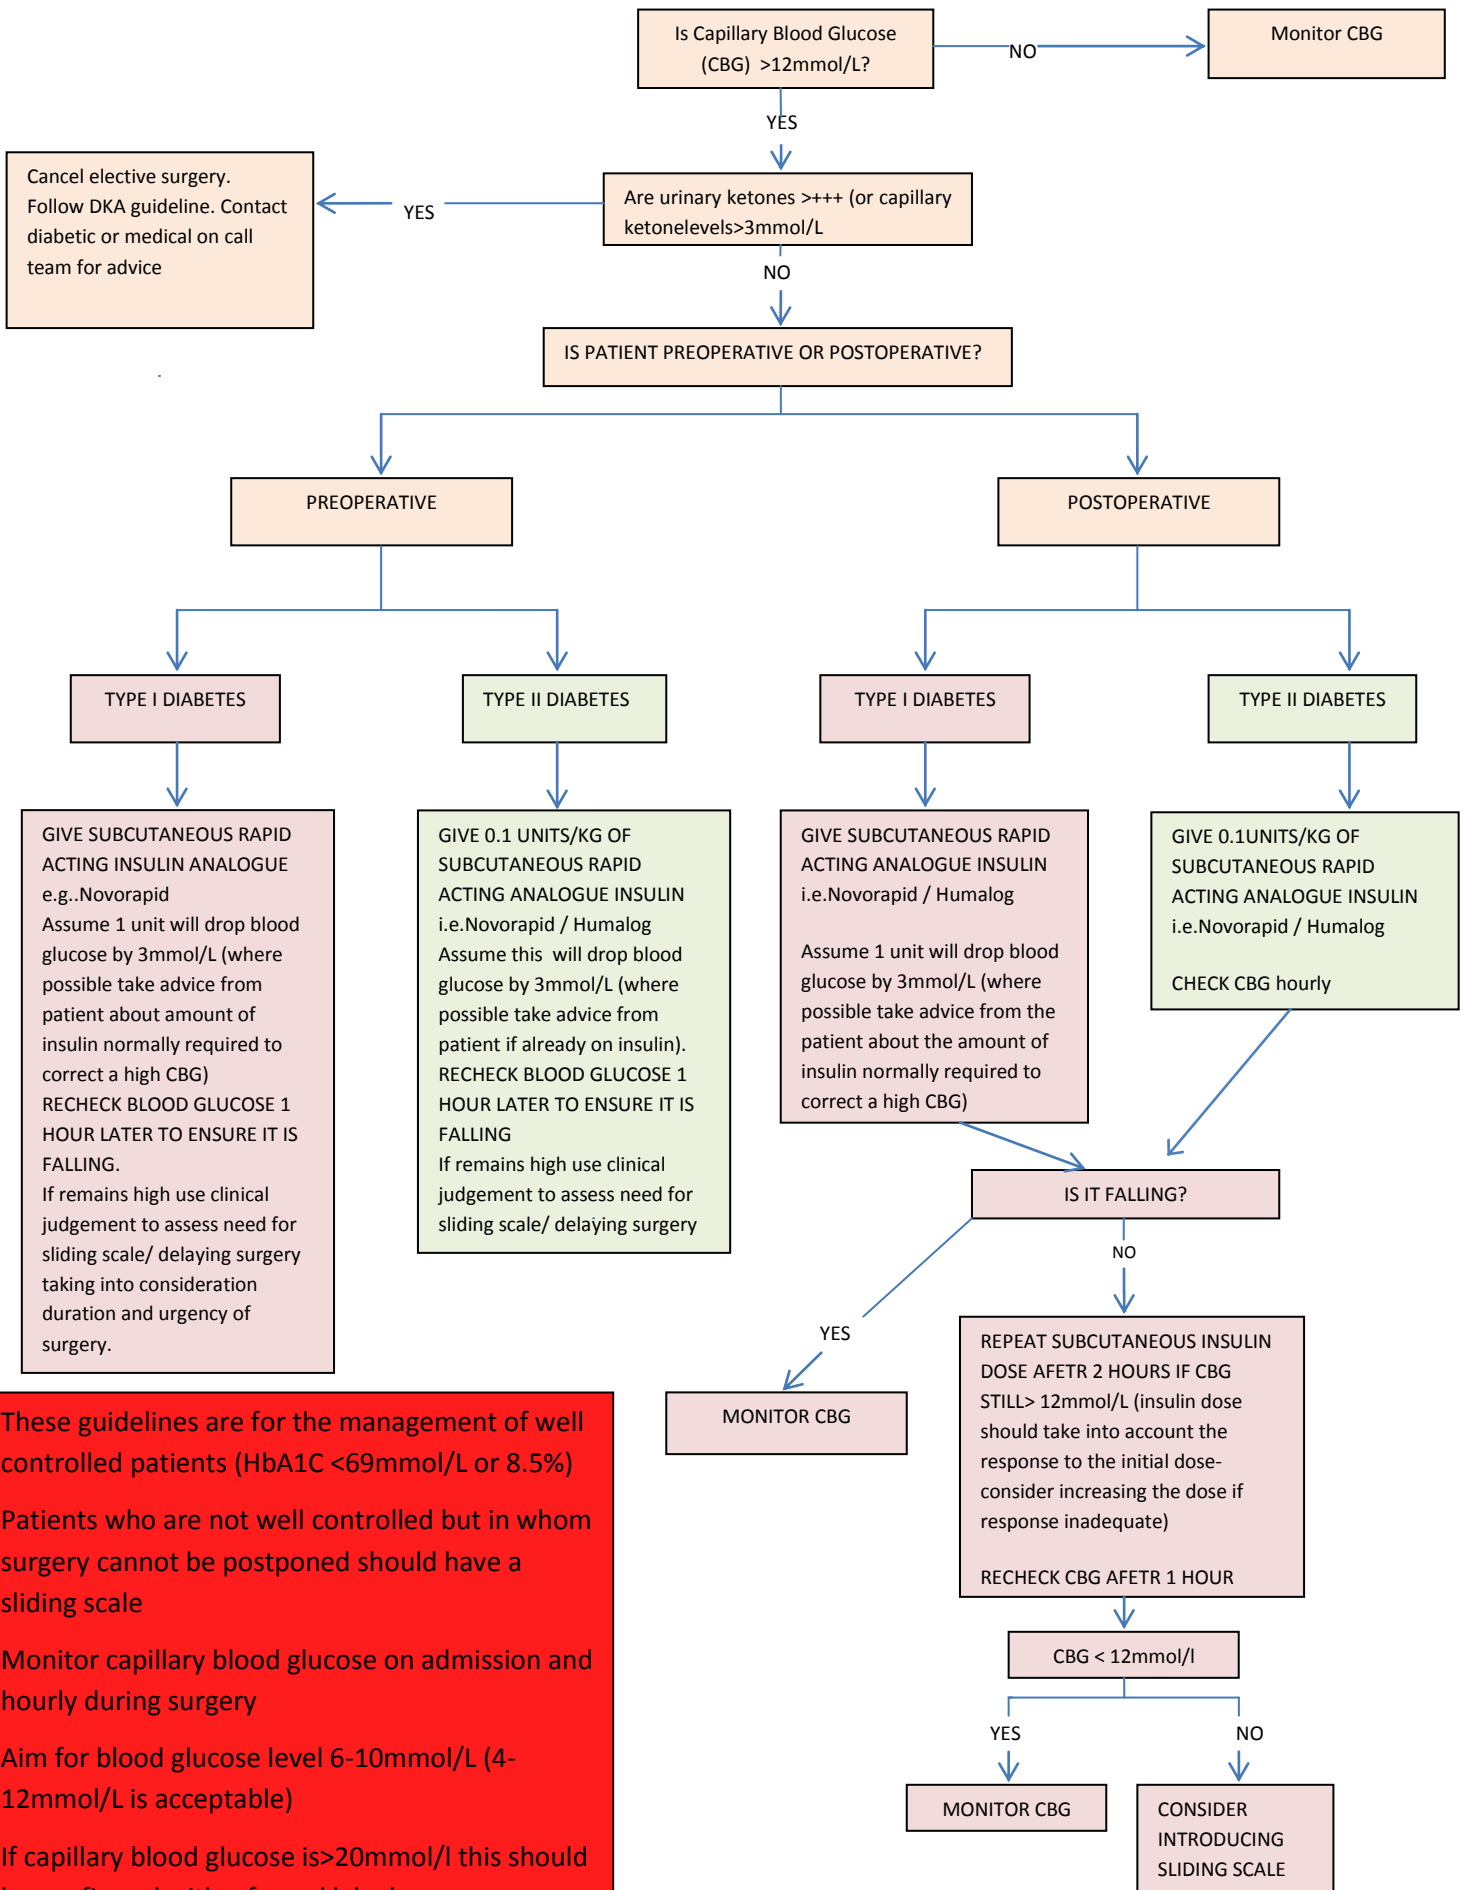 Is Capillary Blood Glucose
(CBG) >12mmol/L?
NO
Monitor CBG
YES
Cancel elective surgery.
Follow DKA guideline. Contact
diabetic or medical on call
team for advice
YES
Are urinary ketones >+++ (or capillary
ketonelevels>3mmol/L
NO
IS PATIENT PREOPERATIVE OR POSTOPERATIVE?
PREOPERATIVE
POSTOPERATIVE
TYPE I DIABETES
TYPE II DIABETES
TYPE I DIABETES
TYPE II DIABETES
GIVE SUBCUTANEOUS RAPID
ACTING INSULIN ANALOGUE
e.g..Novorapid
Assume 1 unit will drop blood
glucose by 3mmol/L (where
possible take advice from
patient about amount of
insulin normally required to
correct a high CBG)
RECHECK BLOOD GLUCOSE 1
HOUR LATER TO ENSURE IT IS
FALLING.
If remains high use clinical
judgement to assess need for
sliding scale/ delaying surgery
taking into consideration
duration and urgency of
surgery.
GIVE 0.1 UNITS/KG OF
SUBCUTANEOUS RAPID
ACTING ANALOGUE INSULIN
i.e.Novorapid / Humalog
Assume this will drop blood
glucose by 3mmol/L (where
possible take advice from
patient if already on insulin).
RECHECK BLOOD GLUCOSE 1
HOUR LATER TO ENSURE IT IS
FALLING
If remains high use clinical
judgement to assess need for
sliding scale/ delaying surgery
GIVE SUBCUTANEOUS RAPID
ACTING ANALOGUE INSULIN
i.e.Novorapid / Humalog
Assume 1 unit will drop blood
glucose by 3mmol/L (where
possible take advice from the
patient about the amount of
insulin normally required to
correct a high CBG)
GIVE 0.1UNITS/KG OF
SUBCUTANEOUS RAPID
ACTING ANALOGUE INSULIN
i.e.Novorapid / Humalog
CHECK CBG hourly
IS IT FALLING?
NO
YES
MONITOR CBG
REPEAT SUBCUTANEOUS INSULIN
DOSE AFETR 2 HOURS IF CBG
STILL> 12mmol/L (insulin dose
should take into account the
response to the initial dose-
consider increasing the dose if
response inadequate)
RECHECK CBG AFETR 1 HOUR
CBG < 12mmol/l
YES
NO
MONITOR CBG
CONSIDER
INTRODUCING
SLIDING SCALE
These guidelines are for the management of well
controlled patients (HbA1C <69mmol/L or 8.5%)
Patients who are not well controlled but in whom
surgery cannot be postponed should have a
sliding scale
Monitor capillary blood glucose on admission and
hourly during surgery
Aim for blood glucose level 6-10mmol/L (4-
12mmol/L is acceptable)
If capillary blood glucose is>20mmol/l this should